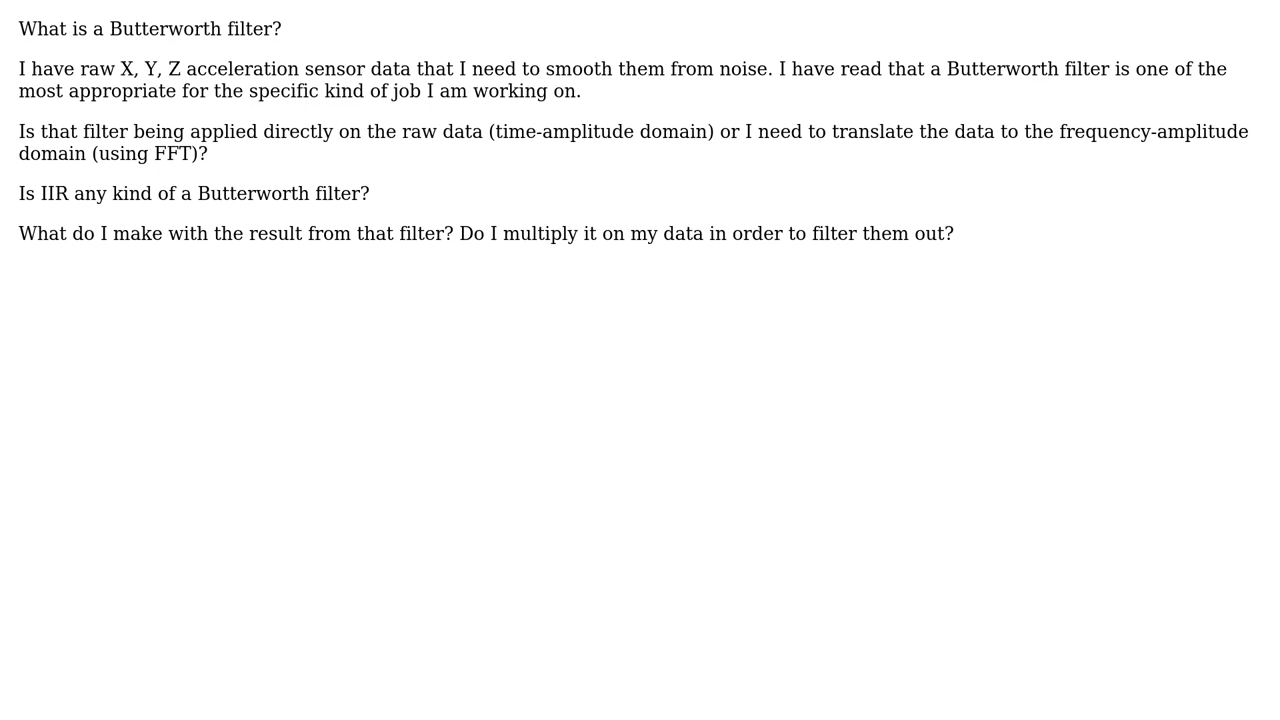 What is a Butterworth filter?
I have raw X, Y, Z acceleration sensor data that I need to smooth them from noise. I have read that a Butterworth filter is one of the
most appropriate for the specific kind of job I am working on.
Is that filter being applied directly on the raw data (time-amplitude domain) or I need to translate the data to the frequency-amplitude
domain (using FFT)?
Is IIR any kind of a Butterworth filter?
What do I make with the result from that filter? Do I multiply it on my data in order to filter them out?